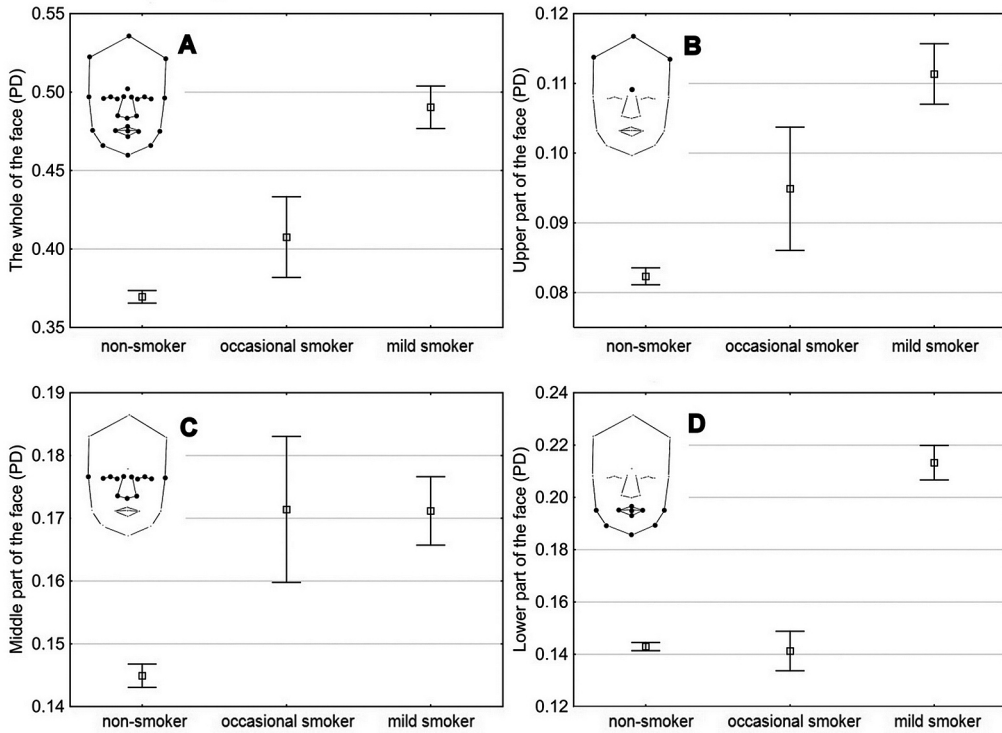 A
The whole of the face (PD)
0.55
0.50
0.45
0.40
0.35
non-smoker
occasional smoker
mild smoker
B
Upper part of the face (PD)
0.12
0.11
0.10
0.09
0.08
non-smoker
occasional smoker
mild smoker
C
Middle part of the face (PD)
0.19
0.18
0.17
0.16
0.15
0.14
non-smoker
occasional smoker
mild smoker
D
Lower part of the face (PD)
0.24
0.22
0.20
0.18
0.16
0.14
0.12
non-smoker
occasional smoker
mild smoker